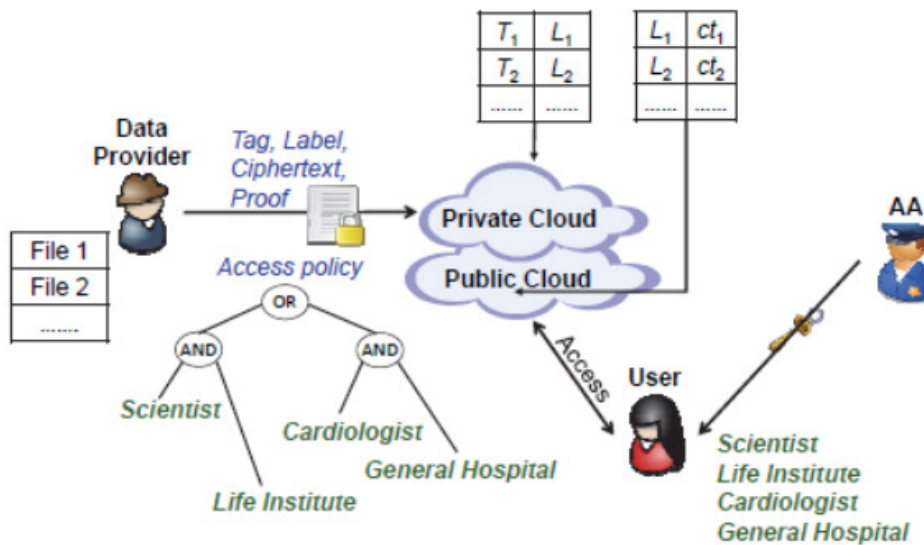 T1 L1
T2 L2
...... ......
L1 ct1
L2 ct2
...... ......
Data
Provider
Tag, Label,
Ciphertext,
Proof
File 1
File 2
.......
Private Cloud
Public Cloud
AA
Access policy
OR
AND AND
Scientist
Cardiologist
Life Institute
General Hospital
Access
User
Scientist
Life Institute
Cardiologist
General Hospital